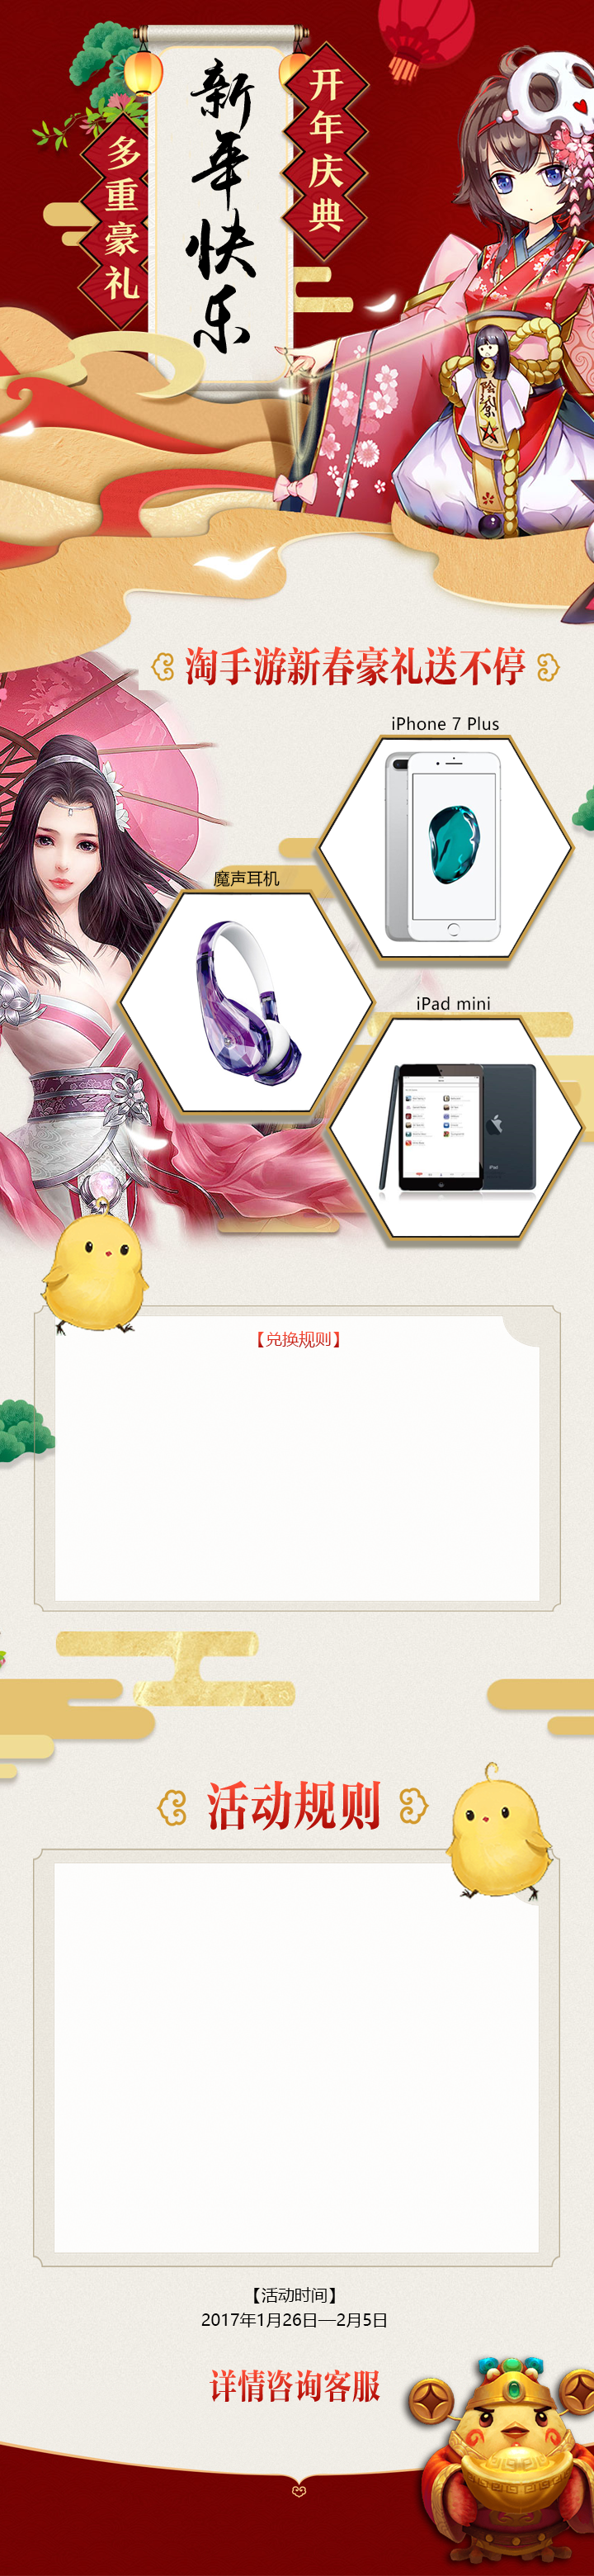 新年快乐
开年庆典
多重豪礼
淘手游新春豪礼送不停
iPhone 7 Plus
魔声耳机
iPad mini
【兑换规则】
活动规则
【活动时间】
2017年1月26日—2月5日
详情咨询客服